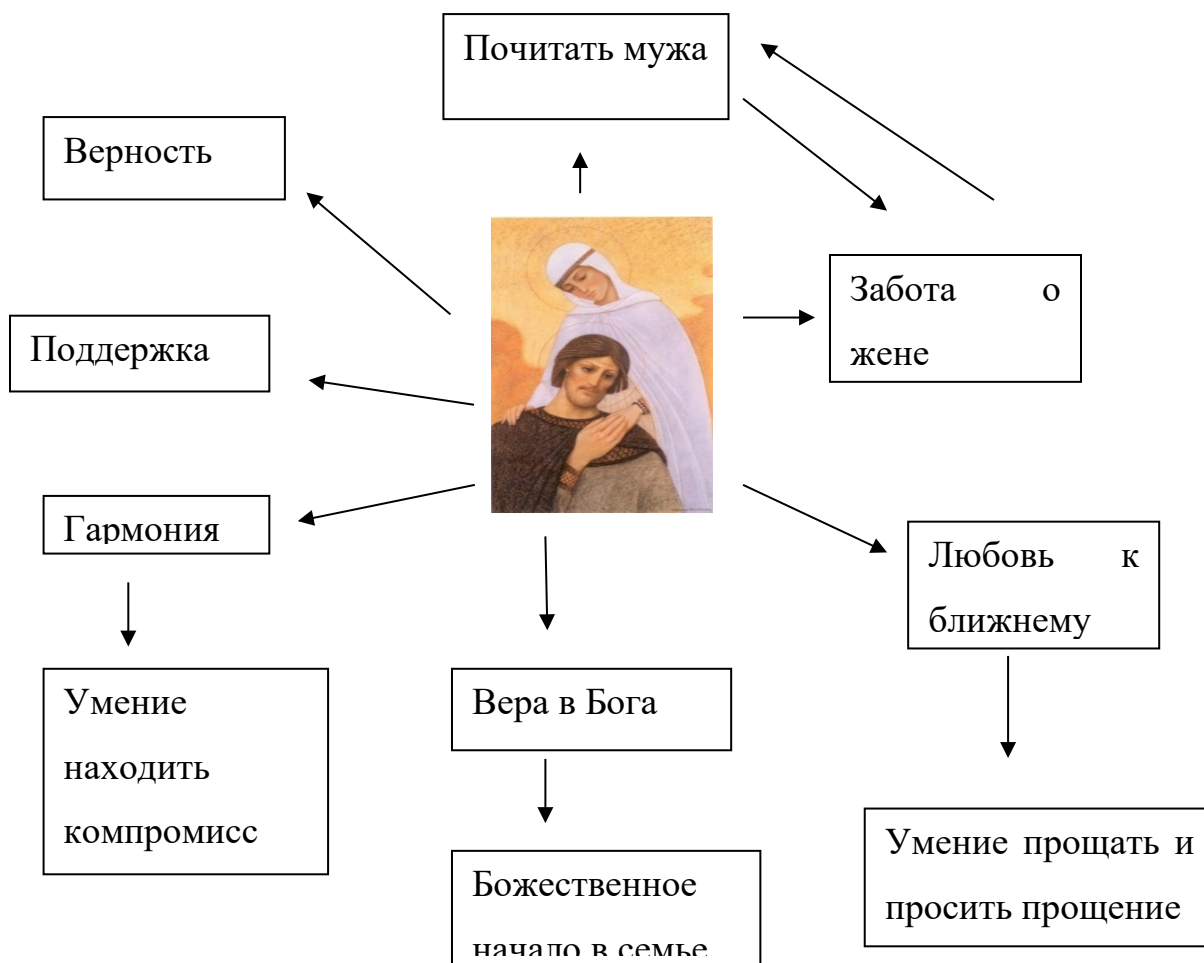 Почитать мужа
Верность
Забота о
жене
Поддержка
Гармония
Любовь к
ближнему
Умение
находить
компромисс
Вера в Бога
Умение прощать и
просить прощение
Божественное
начало в семье